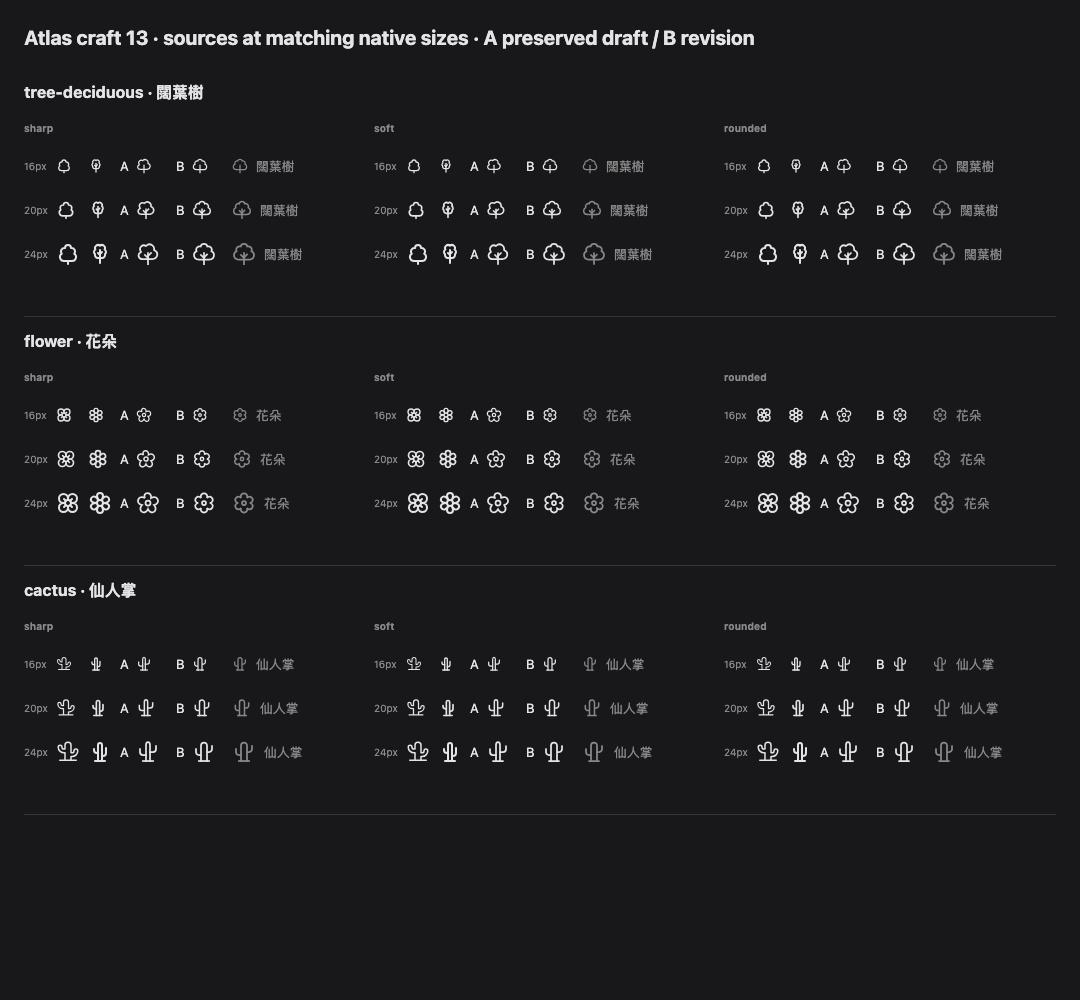 Atlas craft 13 · sources at matching native sizes · A preserved draft / B revision
tree-deciduous · 闊葉樹
sharp soft rounded
16px A B 闊葉樹 16px A B 闊葉樹 16px A B 闊葉樹
20px A B 闊葉樹 20px A B 闊葉樹 20px A B 闊葉樹
24px A B 闊葉樹 24px A B 闊葉樹 24px A B 闊葉樹
flower · 花朵
sharp soft rounded
16px A B 花朵 16px A B 花朵 16px A B 花朵
20px A B 花朵 20px A B 花朵 20px A B 花朵
24px A B 花朵 24px A B 花朵 24px A B 花朵
cactus · 仙人掌
sharp soft rounded
16px A B 仙人掌 16px A B 仙人掌 16px A B 仙人掌
20px A B 仙人掌 20px A B 仙人掌 20px A B 仙人掌
24px A B 仙人掌 24px A B 仙人掌 24px A B 仙人掌